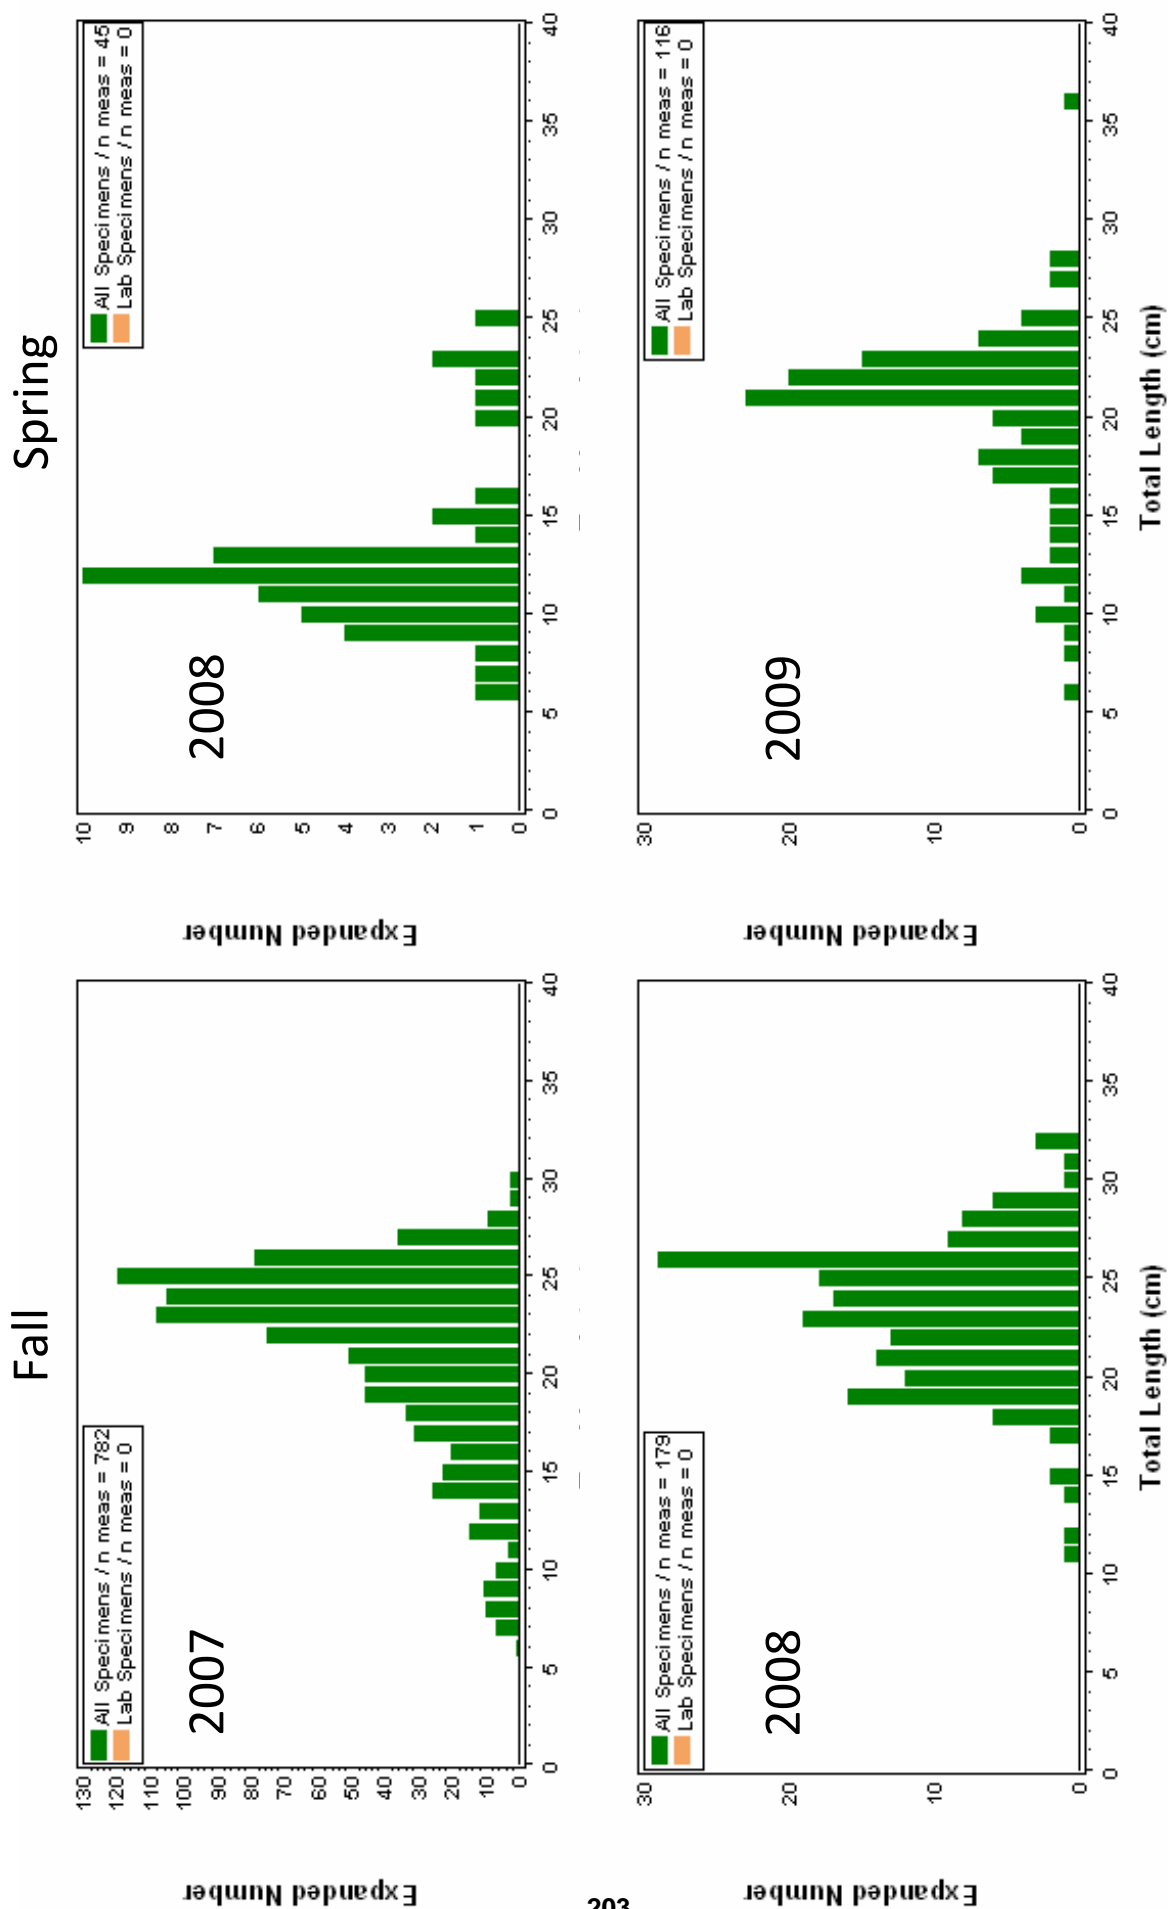 Fall
Spring
All Specimens / n meas = 782
Lab Specimens / n meas = 0
2007
Expanded Number
130
120
110
100
90
80
70
60
50
40
30
20
10
0
0 5 10 15 20 25 30 35 40
All Specimens / n meas = 45
Lab Specimens / n meas = 0
2008
Expanded Number
10
9
8
7
6
5
4
3
2
1
0
0 5 10 15 20 25 30 35 40
All Specimens / n meas = 179
Lab Specimens / n meas = 0
2008
Expanded Number
30
20
10
0
0 5 10 15 20 25 30 35 40
Total Length (cm)
All Specimens / n meas = 116
Lab Specimens / n meas = 0
2009
Expanded Number
30
20
10
0
0 5 10 15 20 25 30 35 40
Total Length (cm)
203